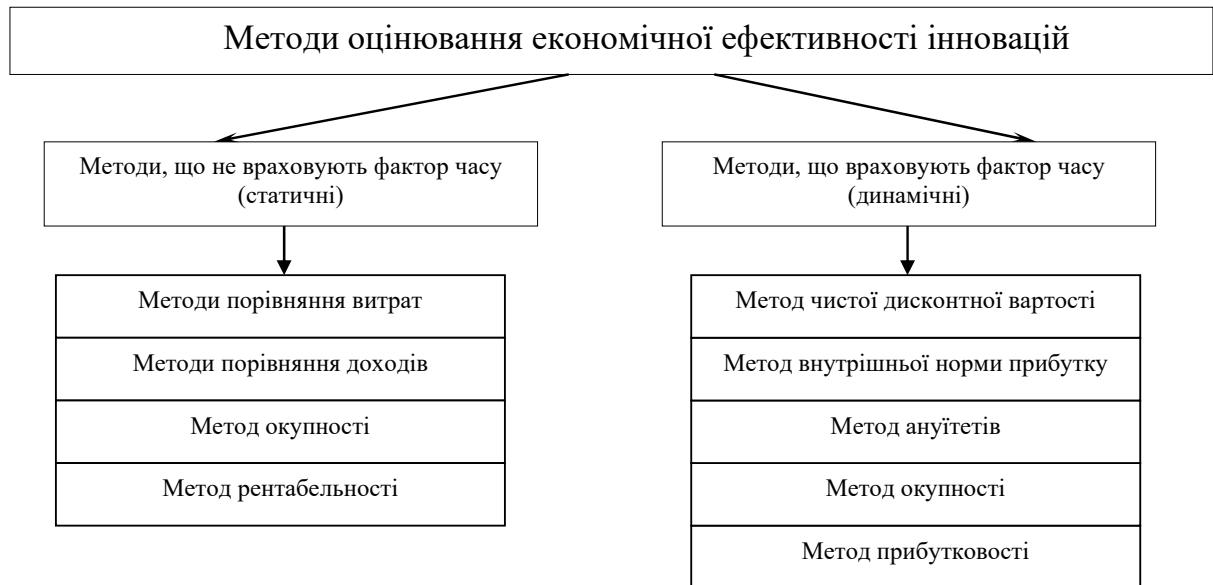 Методи оцінювання економічної ефективності інновацій
Методи, що не враховують фактор часу
(статичні)
Методи порівняння витрат
Методи порівняння доходів
Метод окупності
Метод рентабельності
Методи, що враховують фактор часу
(динамічні)
Метод чистої дисконтної вартості
Метод внутрішньої норми прибутку
Метод ануїтетів
Метод окупності
Метод прибутковості